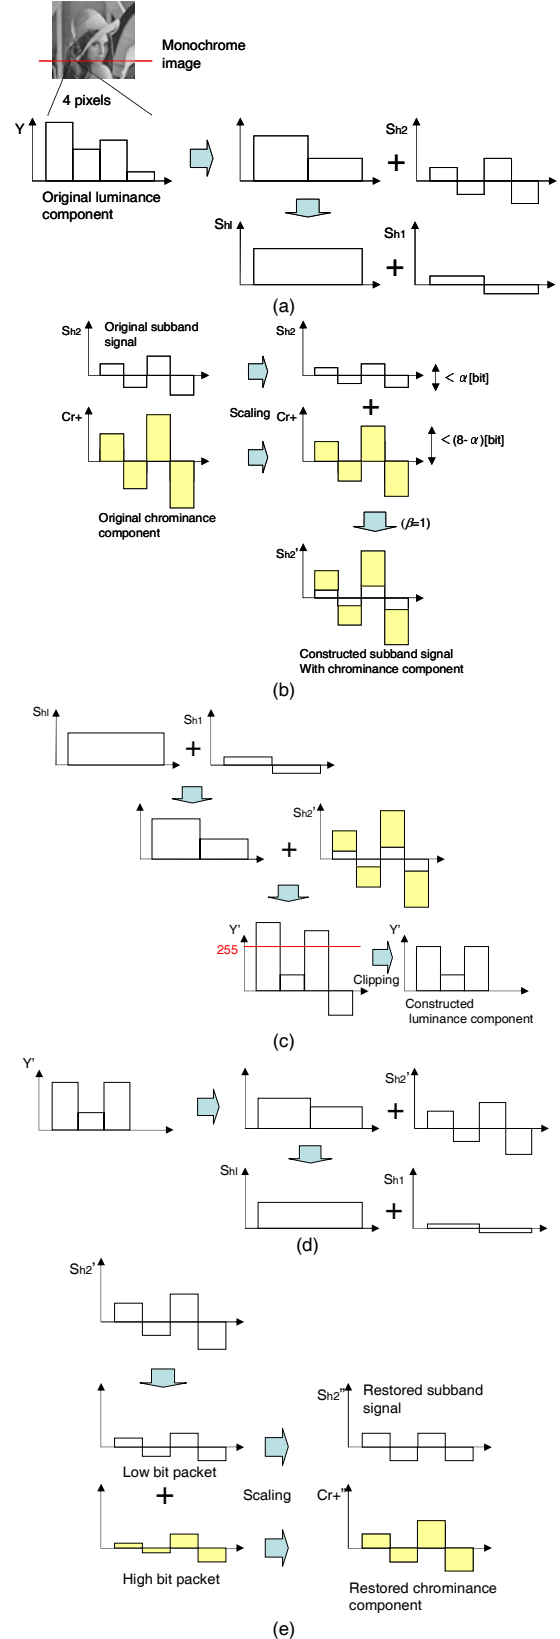 Monochrome
image
4 pixels
Y
Sh2
+
Original luminance
component
Shl
Sh1
+
(a)
Sh2
Original subband
signal
Sh2
< α[bit]
+
Cr+
Scaling
Cr+
<(8-α)[bit]
Original chrominance
component
(β=1)
Sh2'
Constructed subband signal
With chrominance component
(b)
Shl
Sh1
+
Sh2'
+
Y'
Y'
255
Clipping
Constructed
luminance component
(c)
Y'
Sh2'
+
Shl
Sh1
+
(d)
Sh2'
Sh2"
Restored subband
signal
Low bit packet
+
Scaling
Cr+"
High bit packet
Restored chrominance
component
(e)